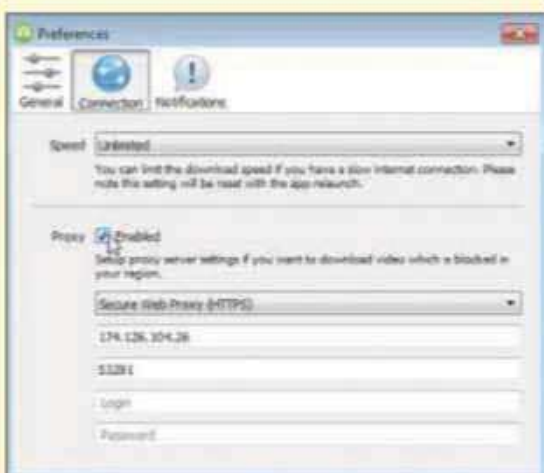 Preferences
General Connection Notifications
Speed Unlimited
You can limit the download speed if you have a slow internet connection. Please
note this setting will be reset with the app relaunch.
Proxy Enabled
Setup proxy server settings if you want to download video which is blocked in
your region.
Secure Web Proxy (HTTPS)
174.126.104.26
53281
Login
Password